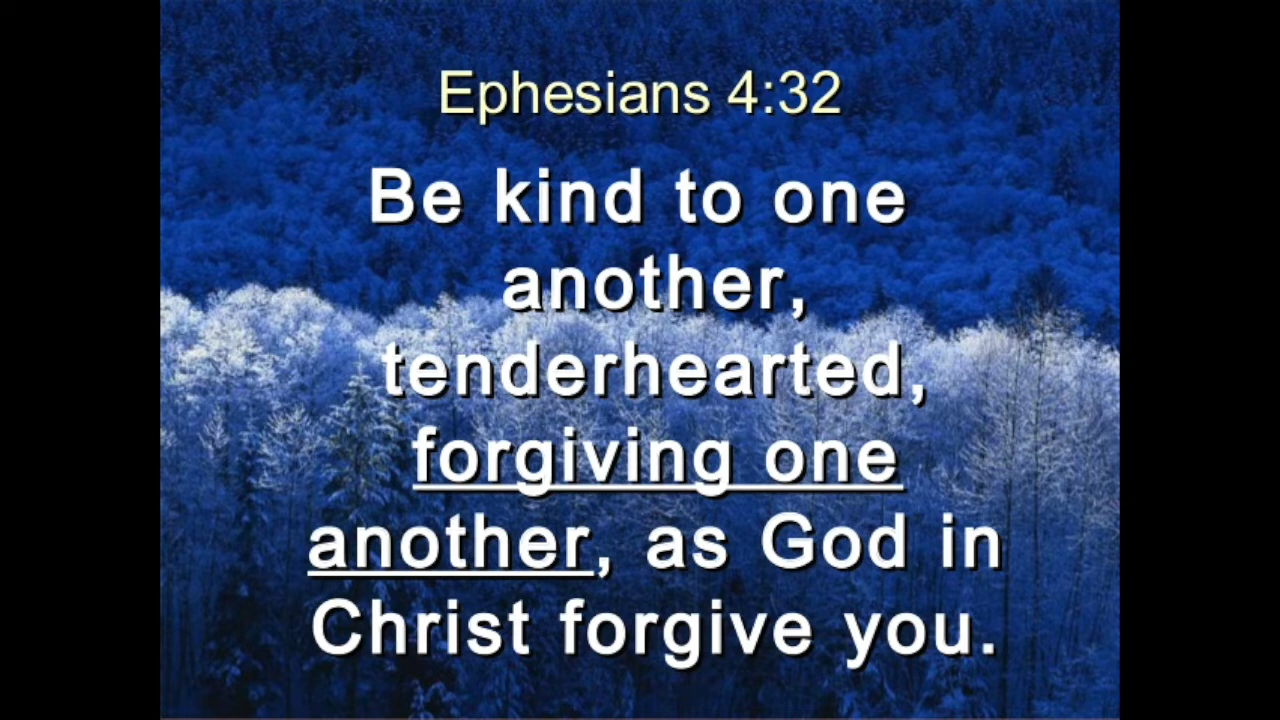 Ephesians 4:32
Be kind to one
another,
tenderhearted,
forgiving one
another, as God in
Christ forgive you.